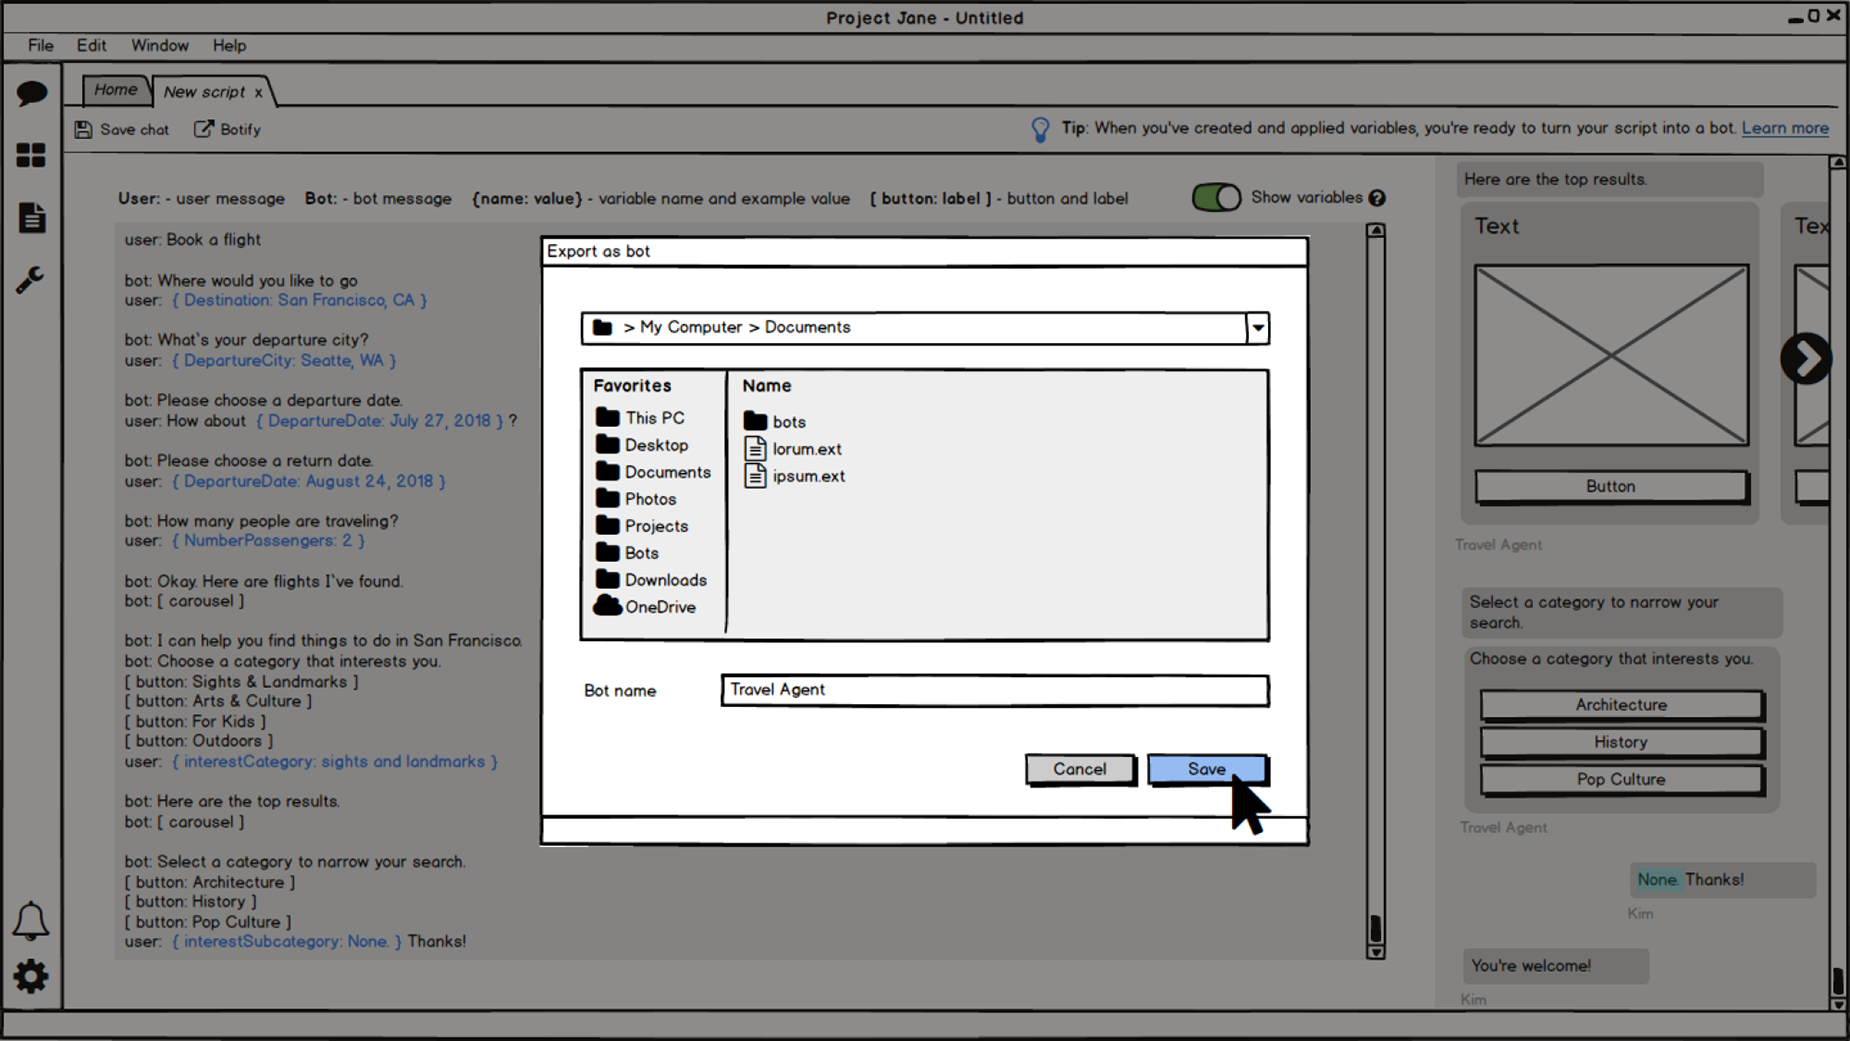 Project Jane - Untitled
File Edit Window Help
Home New script x
Save chat Botify
Tip: When you've created and applied variables, you're ready to turn your script into a bot. Learn more
User: - user message Bot: - bot message {name: value} - variable name and example value [ button: label ] - button and label
Show variables ?
user: Book a flight
bot: Where would you like to go
user: { Destination: San Francisco, CA }
bot: What`s your departure city?
user: { DepartureCity: Seatte, WA }
bot: Please choose a departure date.
user: How about { DepartureDate: July 27, 2018 } ?
bot: Please choose a return date.
user: { DepartureDate: August 24, 2018 }
bot: How many people are traveling?
user: { NumberPassengers: 2 }
bot: Okay. Here are flights I`ve found.
bot: [ carousel ]
bot: I can help you find things to do in San Francisco.
bot: Choose a category that interests you.
[ button: Sights & Landmarks ]
[ button: Arts & Culture ]
[ button: For Kids ]
[ button: Outdoors ]
user: { interestCategory: sights and landmarks }
bot: Here are the top results.
bot: [ carousel ]
bot: Select a category to narrow your search.
[ button: Architecture ]
[ button: History ]
[ button: Pop Culture ]
user: { interestSubcategory: None. } Thanks!
Export as bot
> My Computer > Documents
Favorites
This PC
Desktop
Documents
Photos
Projects
Bots
Downloads
OneDrive
Name
bots
lorum.ext
ipsum.ext
Bot name
Travel Agent
Cancel
Save
Here are the top results.
Text
Tex
Button
Travel Agent
Select a category to narrow your
search.
Choose a category that interests you.
Architecture
History
Pop Culture
Travel Agent
None. Thanks!
Kim
You're welcome!
Kim